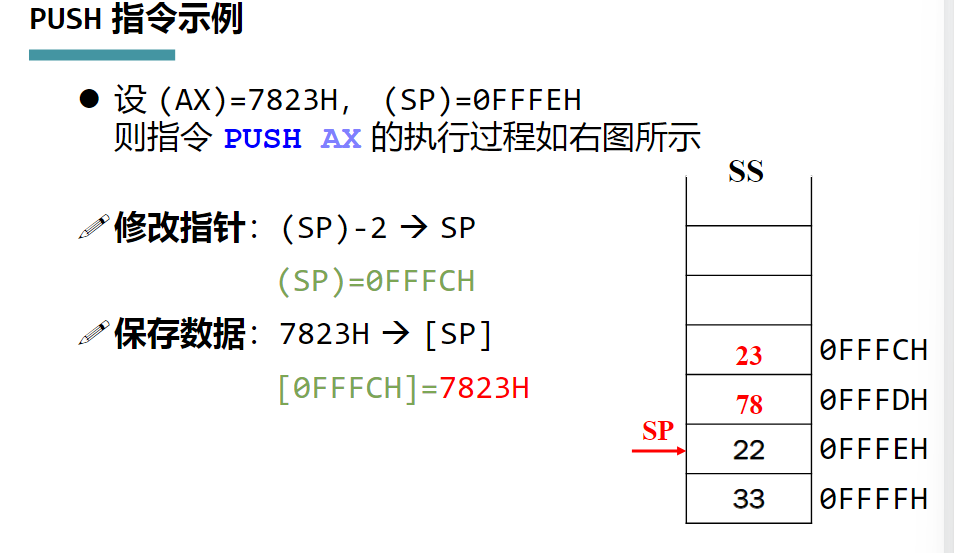 PUSH 指令示例
● 设 (AX)=7823H, (SP)=0FFFEH
则指令 PUSH AX 的执行过程如右图所示
SS
修改指针: (SP)-2 → SP
(SP)=0FFFCH
保存数据: 7823H → [SP]
[0FFFCH]=7823H
23 0FFFCH
78 0FFFDH
SP
22 0FFFEH
33 0FFFFH